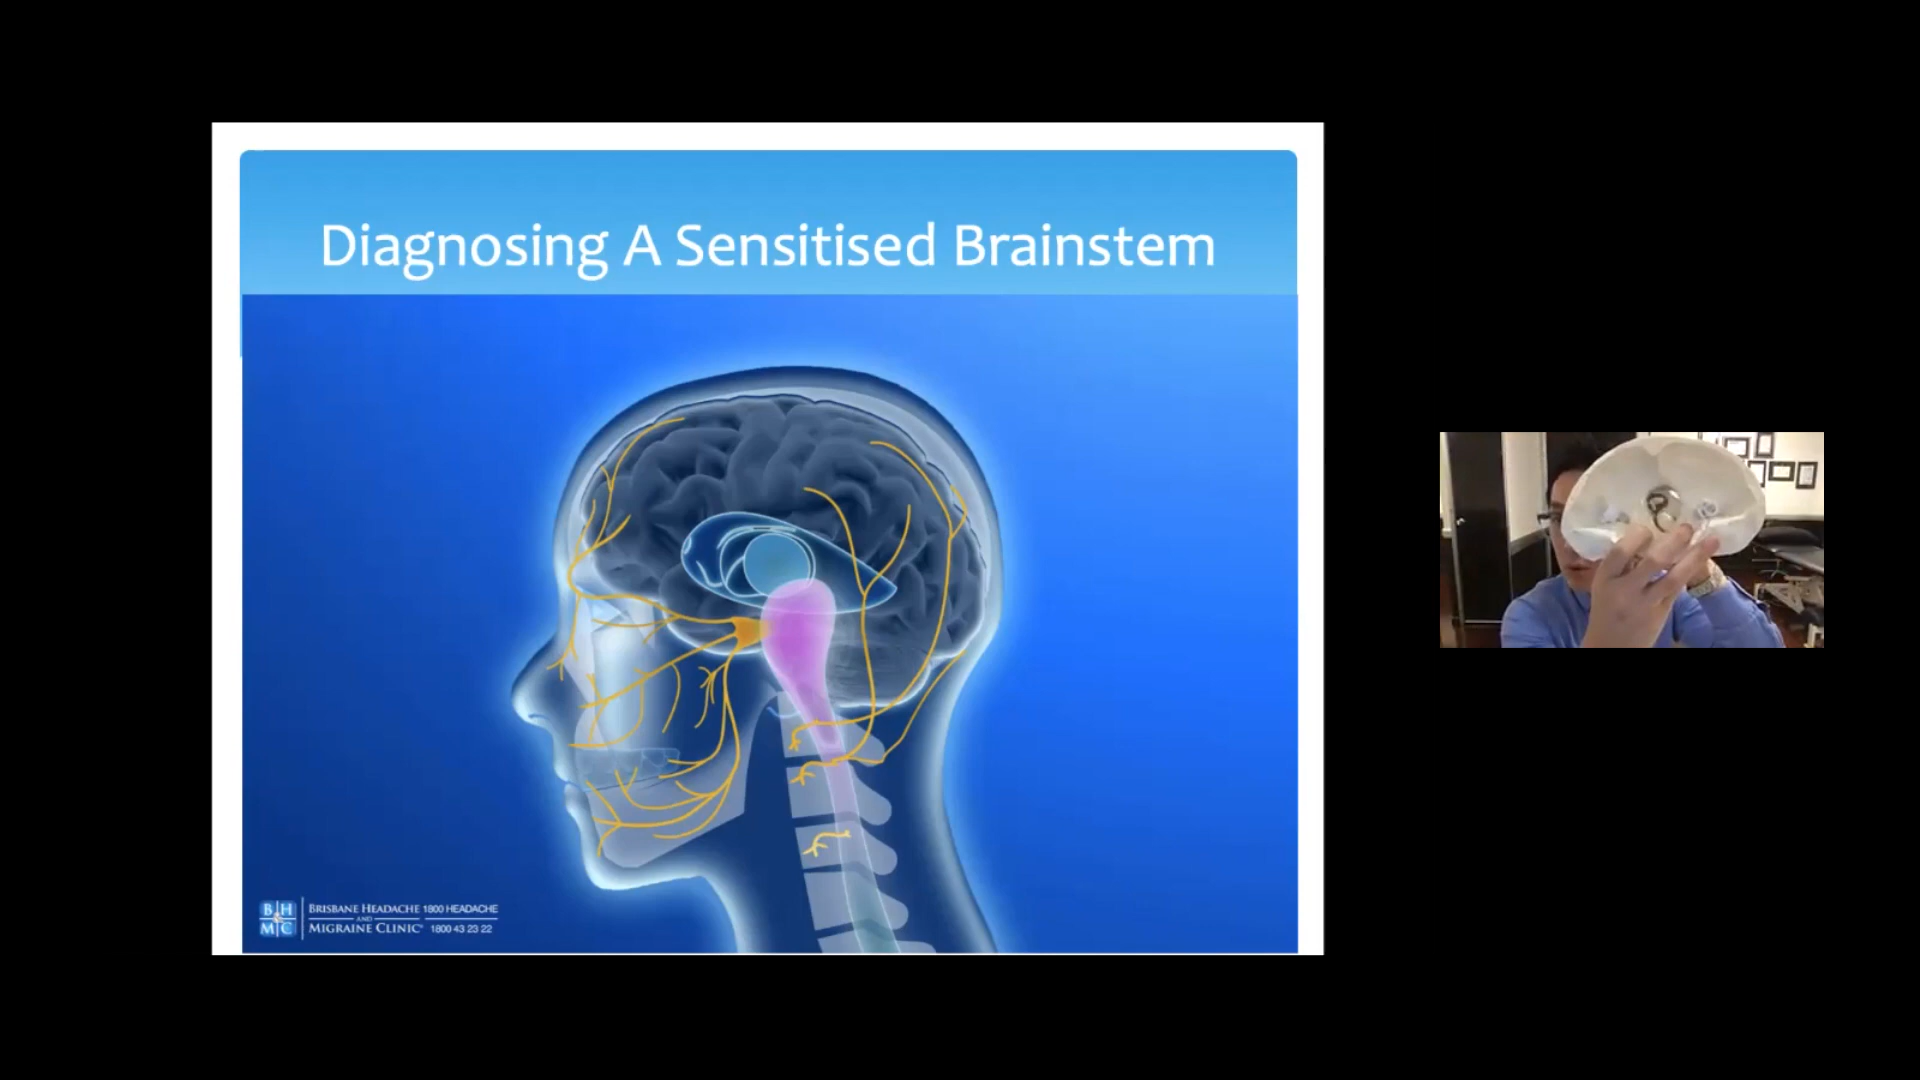 Diagnosing A Sensitised Brainstem
B H
M C
BRISBANE HEADACHE 1800 HEADACHE
AND
MIGRAINE CLINIC® 1800 43 23 22